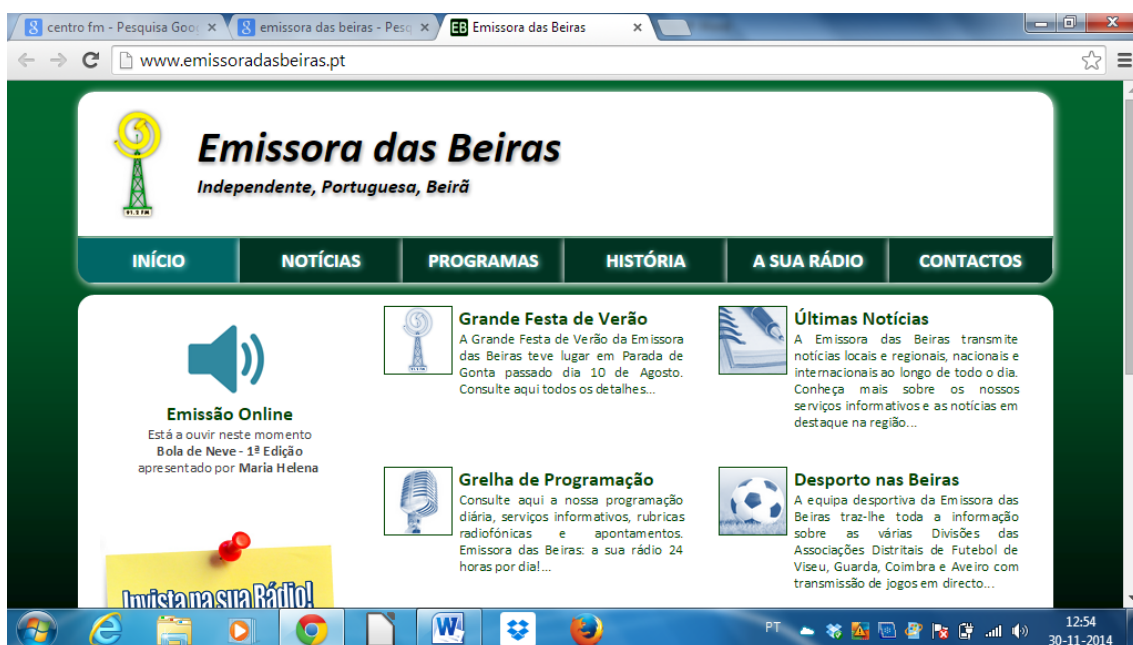 centro fm - Pesquisa Goo
emissora das beiras - Pesq
EB Emissora das Beiras
www.emissoradasbeiras.pt
Emissora das Beiras
Independente, Portuguesa, Beirã
91.2 FM
INÍCIO
NOTÍCIAS
PROGRAMAS
HISTÓRIA
A SUA RÁDIO
CONTACTOS
Emissão Online
Está a ouvir neste momento
Bola de Neve - 1ª Edição
apresentado por Maria Helena
Invista na sua Rádio!
Grande Festa de Verão
A Grande Festa de Verão da Emissora
das Beiras teve lugar em Parada de
Gonta passado dia 10 de Agosto.
Consulte aqui todos os detalhes...
Últimas Notícias
A Emissora das Beiras transmite
notícias locais e regionais, nacionais e
internacionais ao longo de todo o dia.
Conheça mais sobre os nossos
serviços informativos e as notícias em
destaque na região...
Grelha de Programação
Consulte aqui a nossa programação
diária, serviços informativos, rubricas
radiofónicas e apontamentos.
Emissora das Beiras: a sua rádio 24
horas por dia!...
Desporto nas Beiras
A equipa desportiva da Emissora das
Beiras traz-lhe toda a informação
sobre as várias Divisões das
Associações Distritais de Futebol de
Viseu, Guarda, Coimbra e Aveiro com
transmissão de jogos em directo...
PT
12:54
30-11-2014